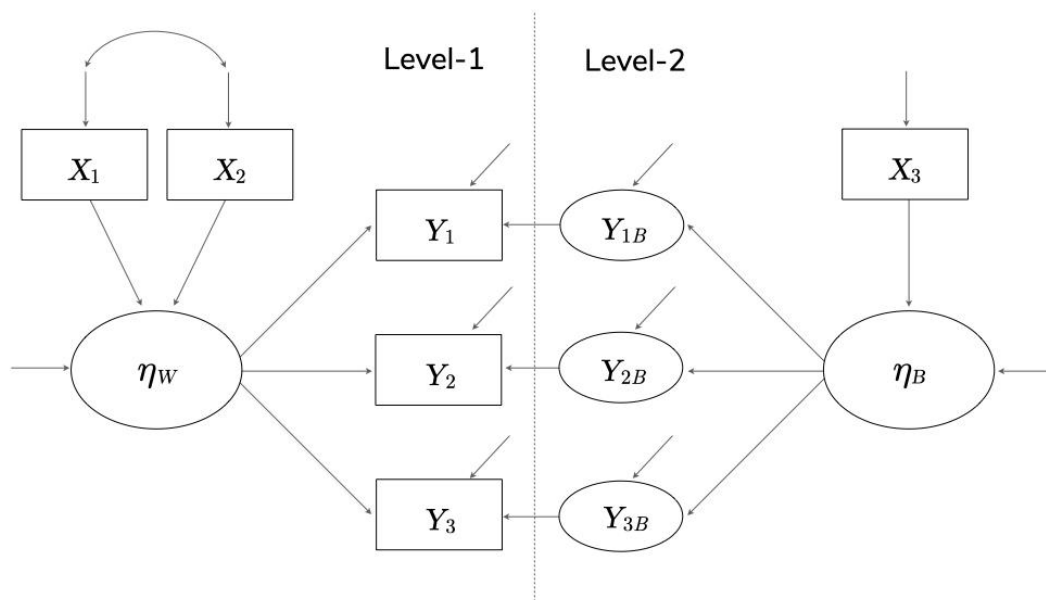 Level-1
Level-2
X₁
X₂
X₃
Y₁
Y₁B
Y₂
Y₂B
ηW
ηB
Y₃
Y₃B